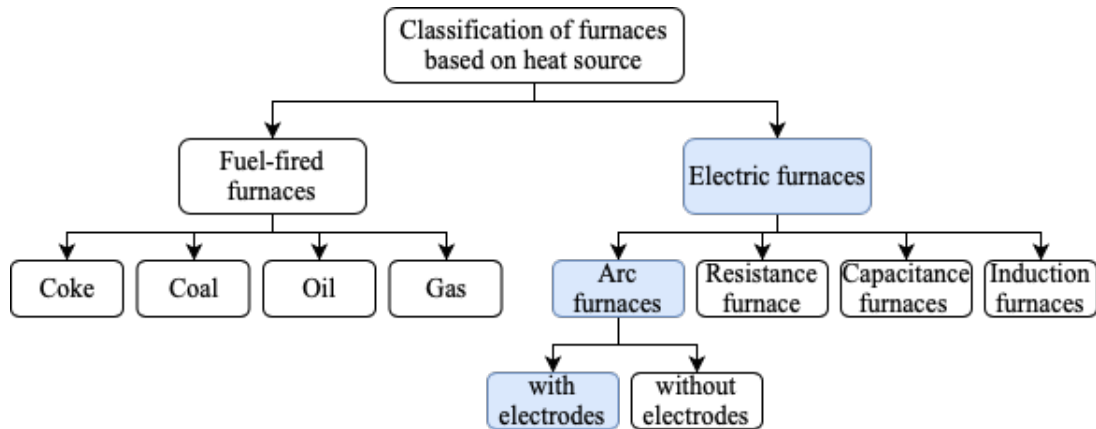 Classification of furnaces
based on heat source
Fuel-fired
furnaces
Electric furnaces
Coke
Coal
Oil
Gas
Arc
furnaces
Resistance
furnace
Capacitance
furnaces
Induction
furnaces
with
electrodes
without
electrodes